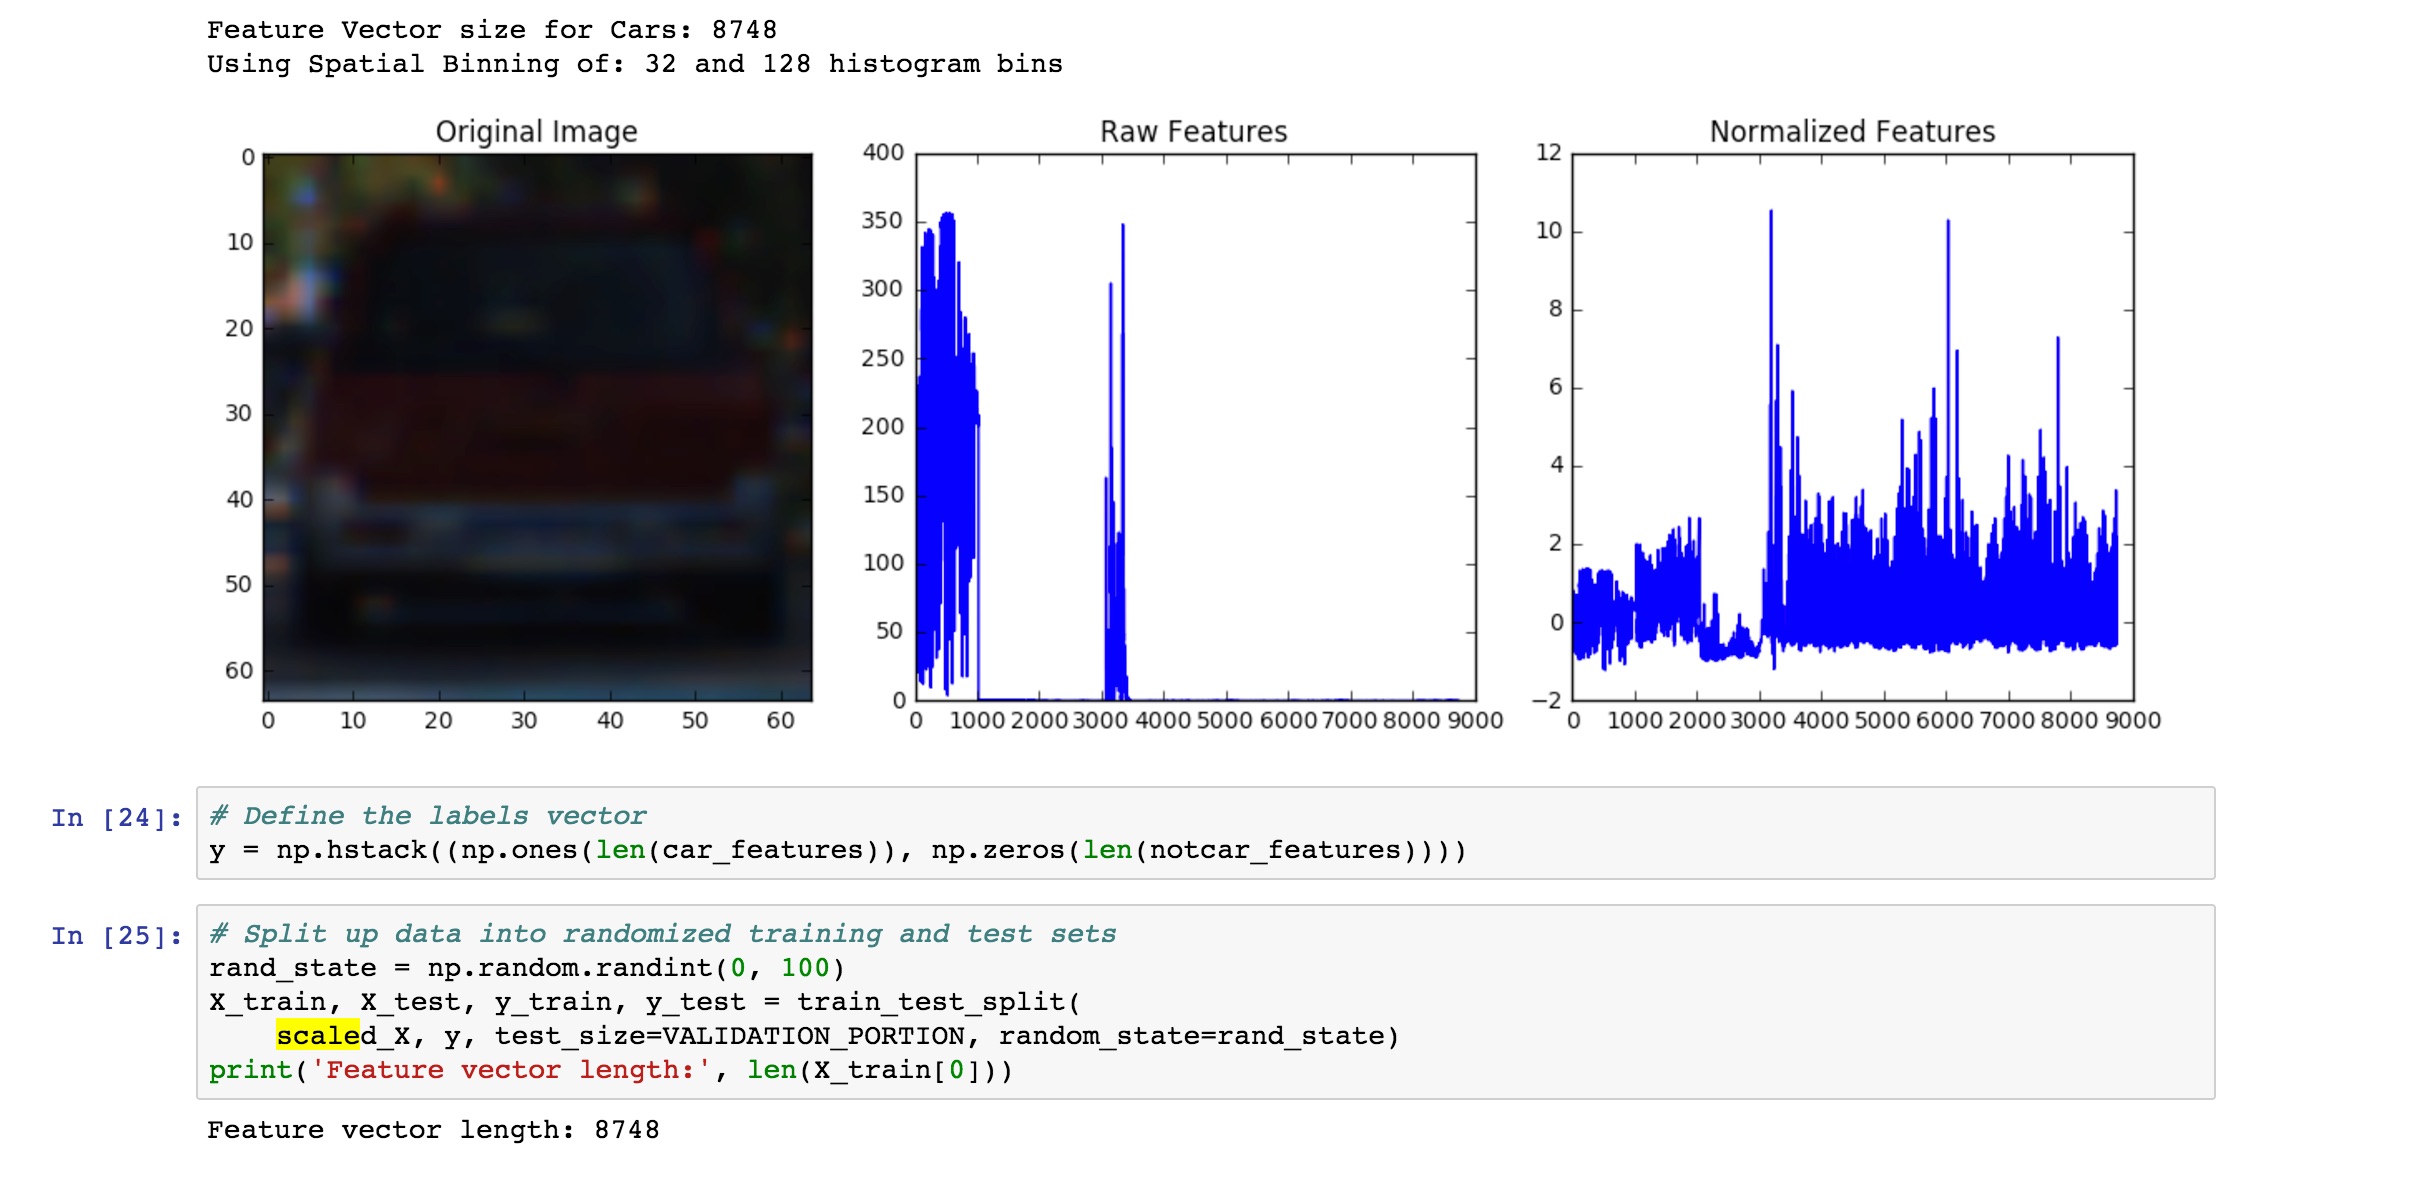 Feature Vector size for Cars: 8748
Using Spatial Binning of: 32 and 128 histogram bins
Original Image
0
10
20
30
40
50
60
0 10 20 30 40 50 60
Raw Features
400
350
300
250
200
150
100
50
0
0 1000 2000 3000 4000 5000 6000 7000 8000 9000
Normalized Features
12
10
8
6
4
2
0
−2
0 1000 2000 3000 4000 5000 6000 7000 8000 9000
In [24]:
# Define the labels vector
y = np.hstack((np.ones(len(car_features)), np.zeros(len(notcar_features))))
In [25]:
# Split up data into randomized training and test sets
rand_state = np.random.randint(0, 100)
X_train, X_test, y_train, y_test = train_test_split(
    scaled_X, y, test_size=VALIDATION_PORTION, random_state=rand_state)
print('Feature vector length:', len(X_train[0]))
Feature vector length: 8748